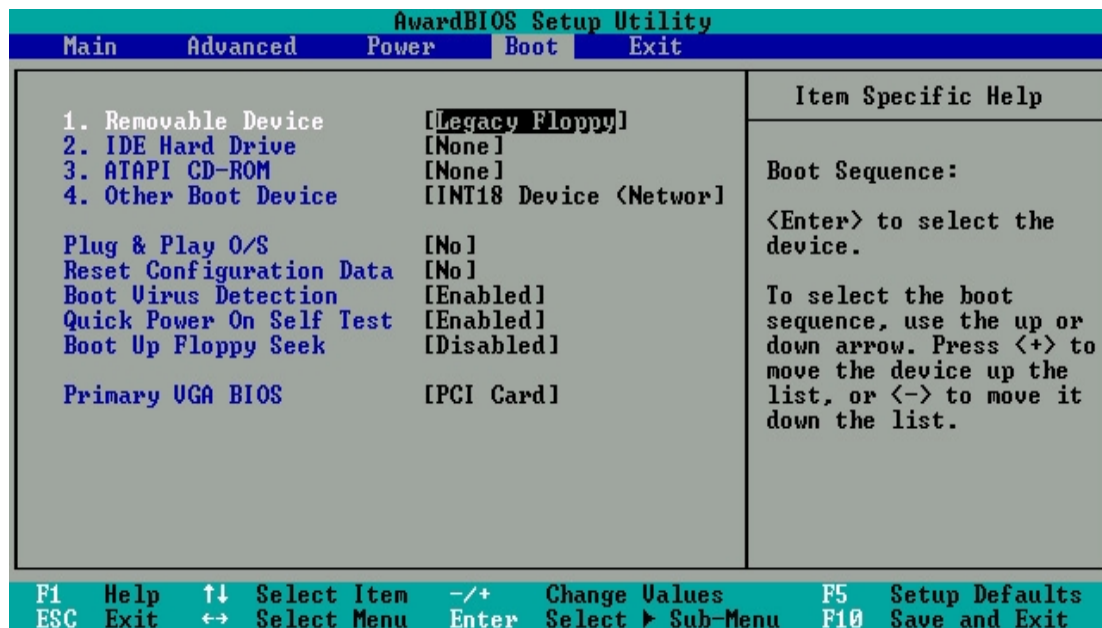 AwardBIOS Setup Utility
Main Advanced Power Boot Exit
1. Removable Device [Legacy Floppy]
2. IDE Hard Drive [None]
3. ATAPI CD-ROM [None]
4. Other Boot Device [INT18 Device (Networ]
Plug & Play O/S [No]
Reset Configuration Data [No]
Boot Virus Detection [Enabled]
Quick Power On Self Test [Enabled]
Boot Up Floppy Seek [Disabled]
Primary VGA BIOS [PCI Card]
Item Specific Help
Boot Sequence:
<Enter> to select the
device.
To select the boot
sequence, use the up or
down arrow. Press <+> to
move the device up the
list, or <-> to move it
down the list.
F1 Help ↑↓ Select Item -/+ Change Values F5 Setup Defaults
ESC Exit ↔ Select Menu Enter Select ▶ Sub-Menu F10 Save and Exit